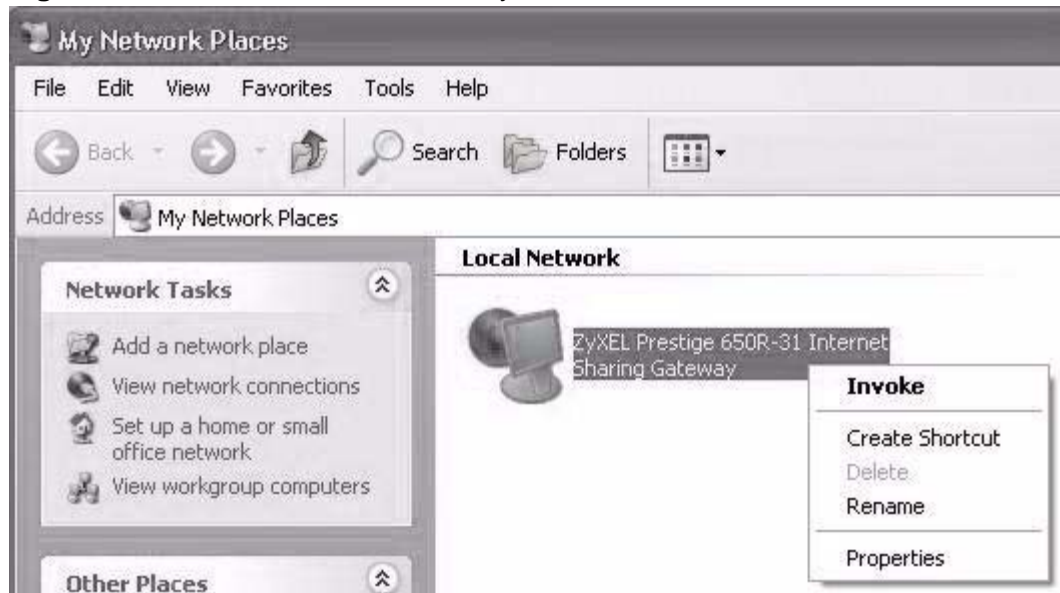 My Network Places
File Edit View Favorites Tools Help
Back Search Folders
Address My Network Places
Network Tasks
Add a network place
View network connections
Set up a home or small
office network
View workgroup computers
Other Places
Local Network
ZyXEL Prestige 650R-31 Internet
Sharing Gateway
Invoke
Create Shortcut
Delete
Rename
Properties